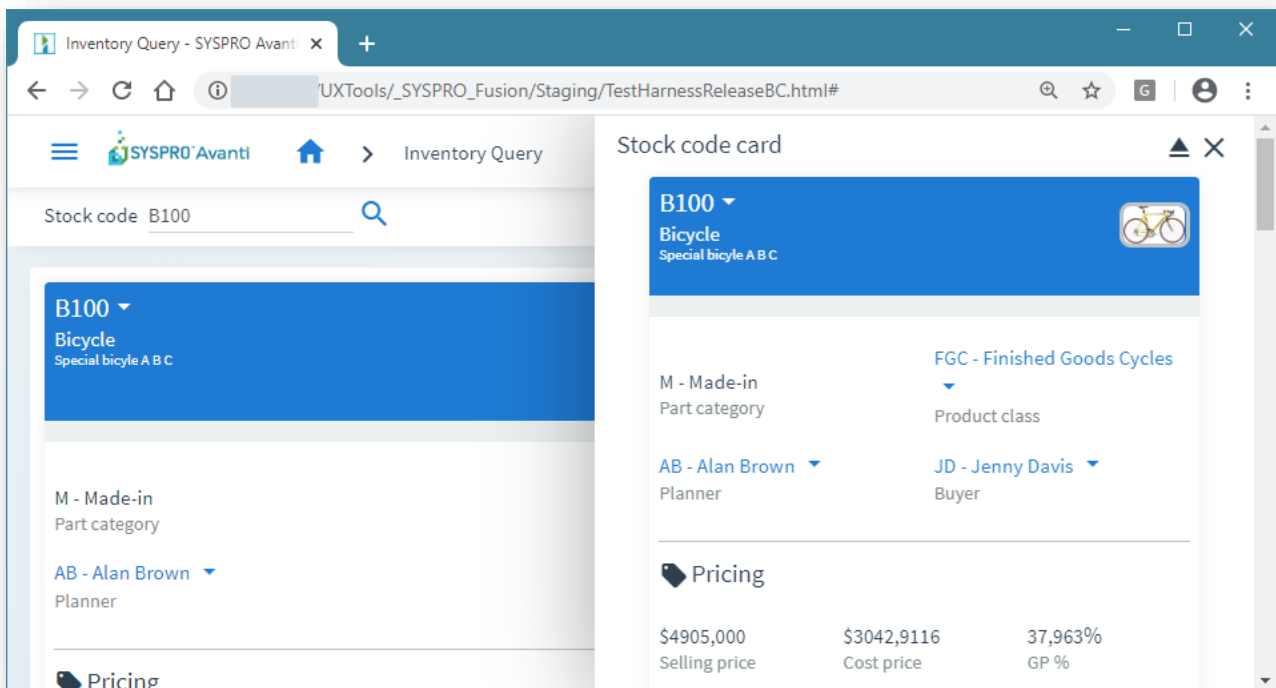 Inventory Query - SYSPRO Avanti
/UXTools/_SYSPRO_Fusion/Staging/TestHarnessReleaseBC.html#
G
SYSPRO™Avanti
Inventory Query
Stock code B100
B100
Bicycle
Special bicyle A B C
M - Made-in
Part category
AB - Alan Brown
Planner
Pricing
Stock code card
B100
Bicycle
Special bicyle A B C
M - Made-in
Part category
FGC - Finished Goods Cycles
Product class
AB - Alan Brown
Planner
JD - Jenny Davis
Buyer
Pricing
$4905,000
Selling price
$3042,9116
Cost price
37,963%
GP %